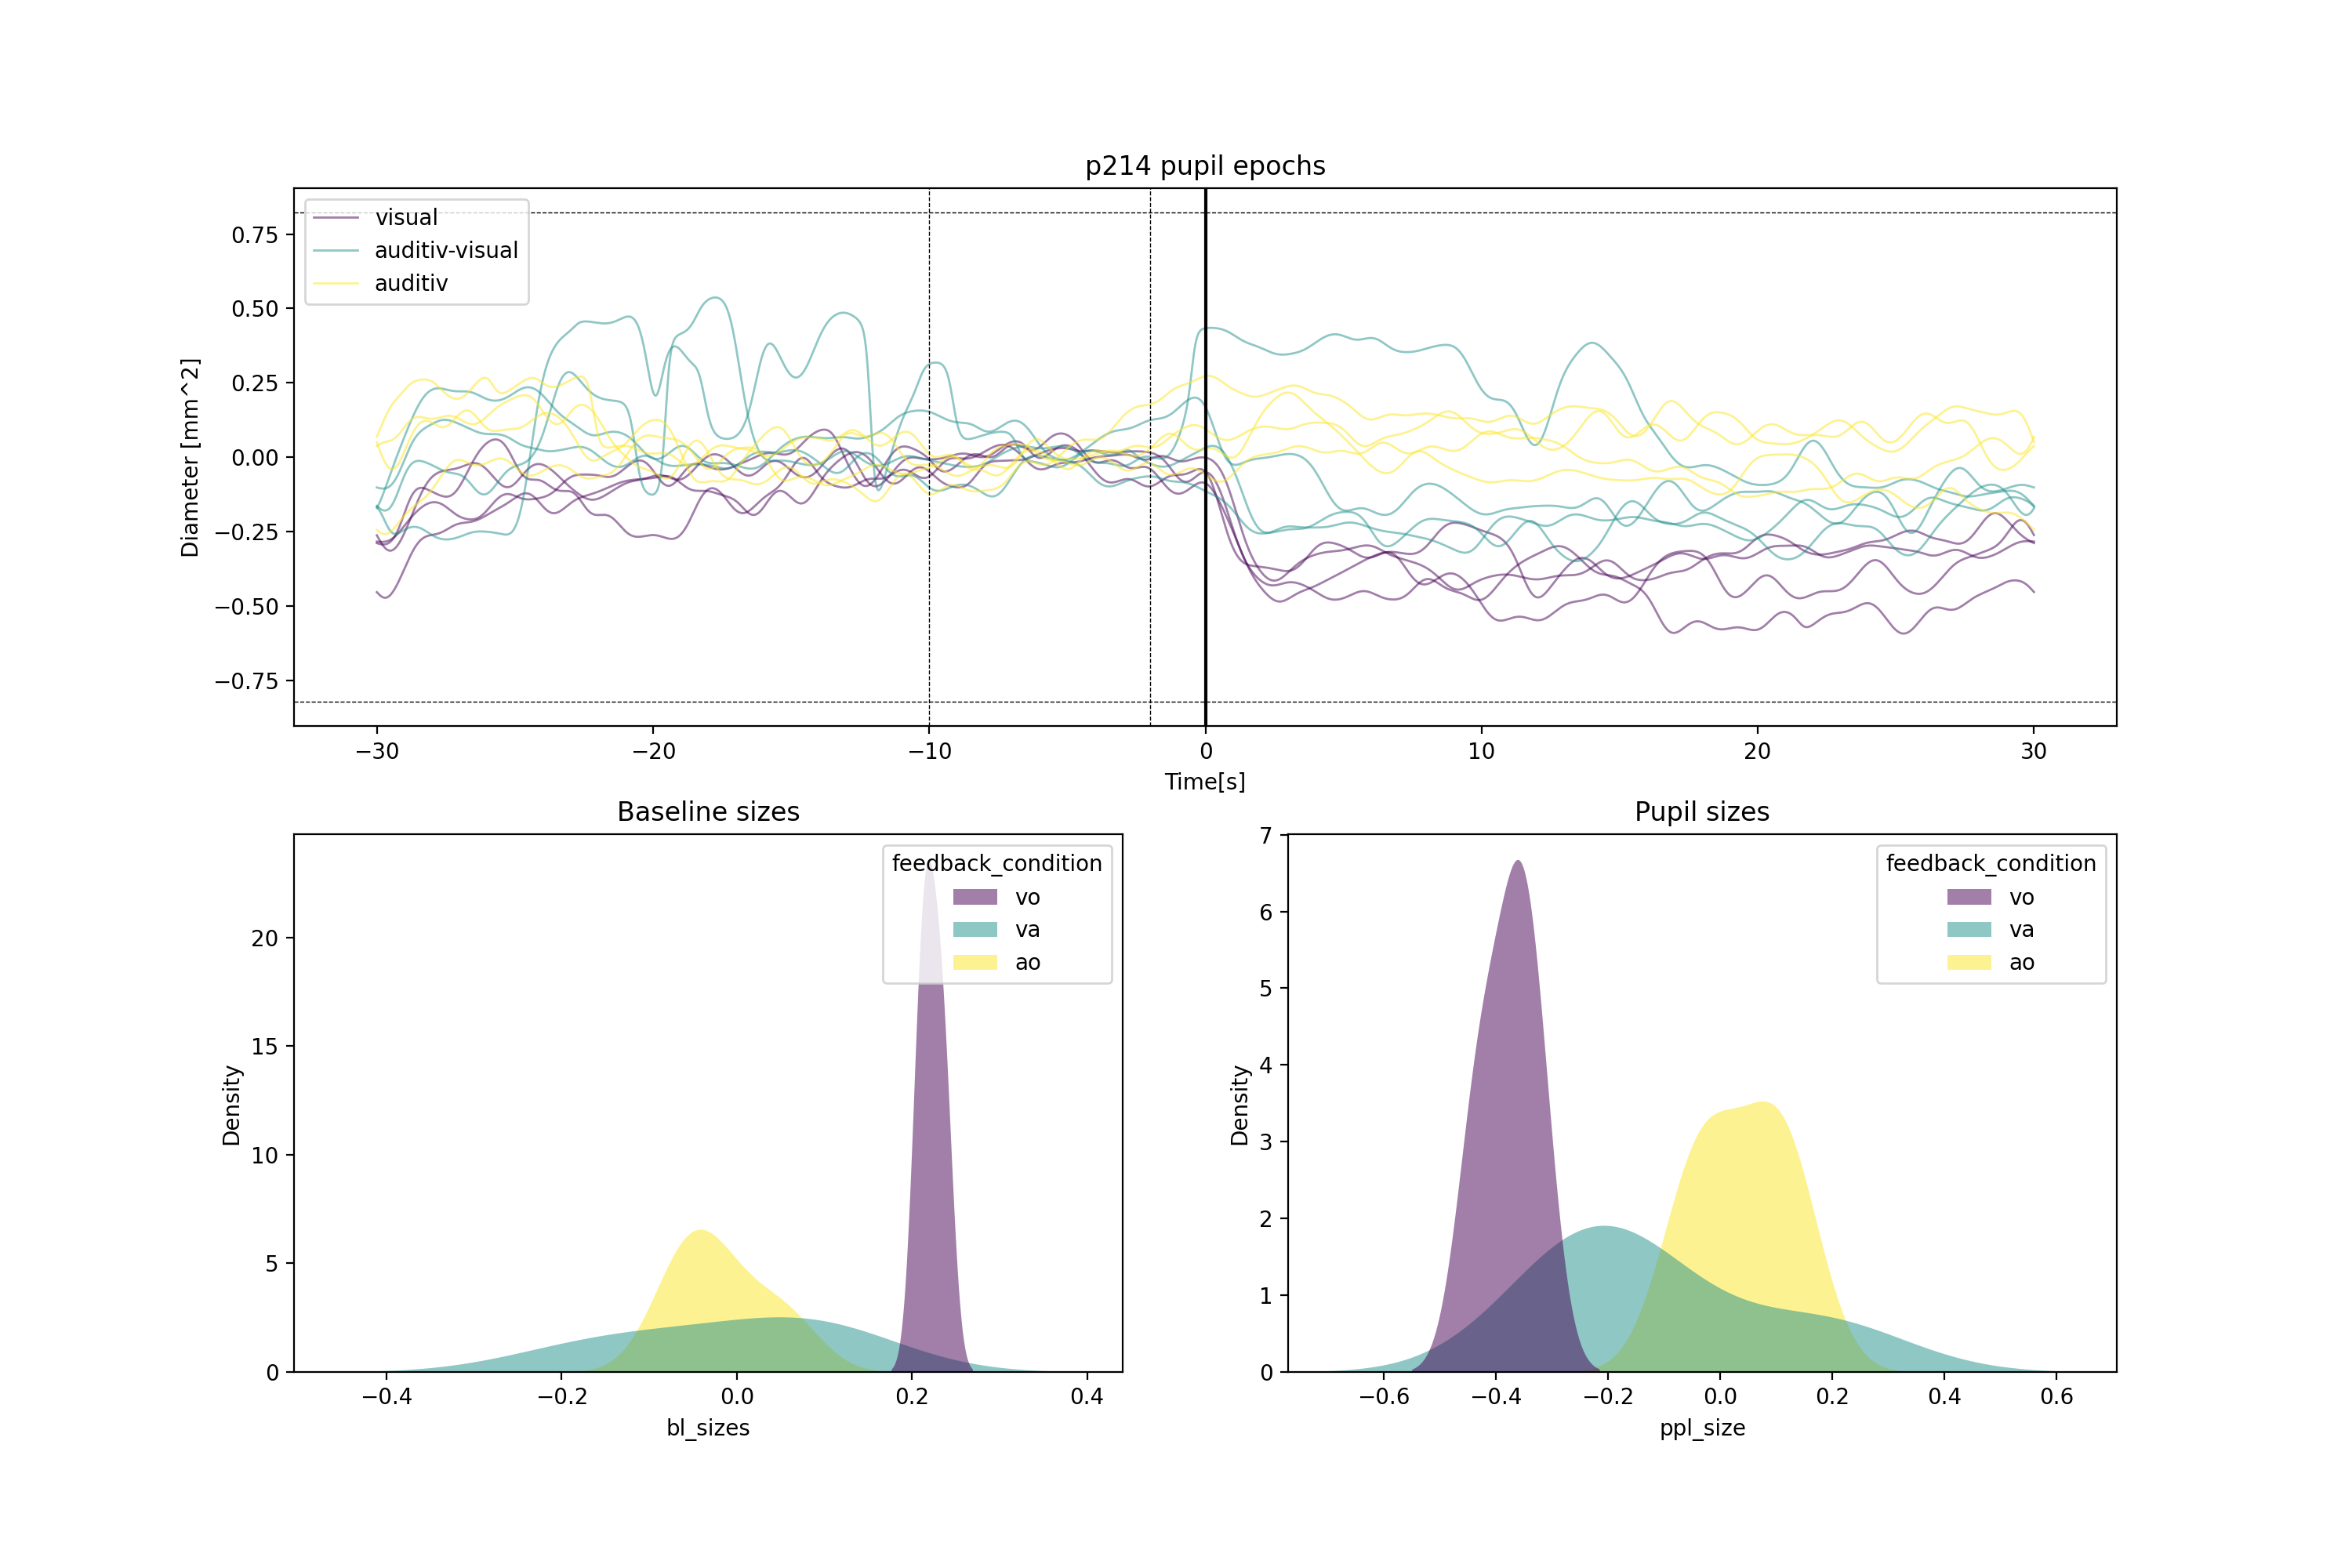 p214 pupil epochs
visual
auditiv-visual
auditiv
Diameter [mm^2]
0.75
0.50
0.25
0.00
−0.25
−0.50
−0.75
−30
−20
−10
0
10
20
30
Time[s]
Baseline sizes
feedback_condition
vo
va
ao
Density
20
15
10
5
0
−0.4
−0.2
0.0
0.2
0.4
bl_sizes
Pupil sizes
feedback_condition
vo
va
ao
Density
7
6
5
4
3
2
1
0
−0.6
−0.4
−0.2
0.0
0.2
0.4
0.6
ppl_size